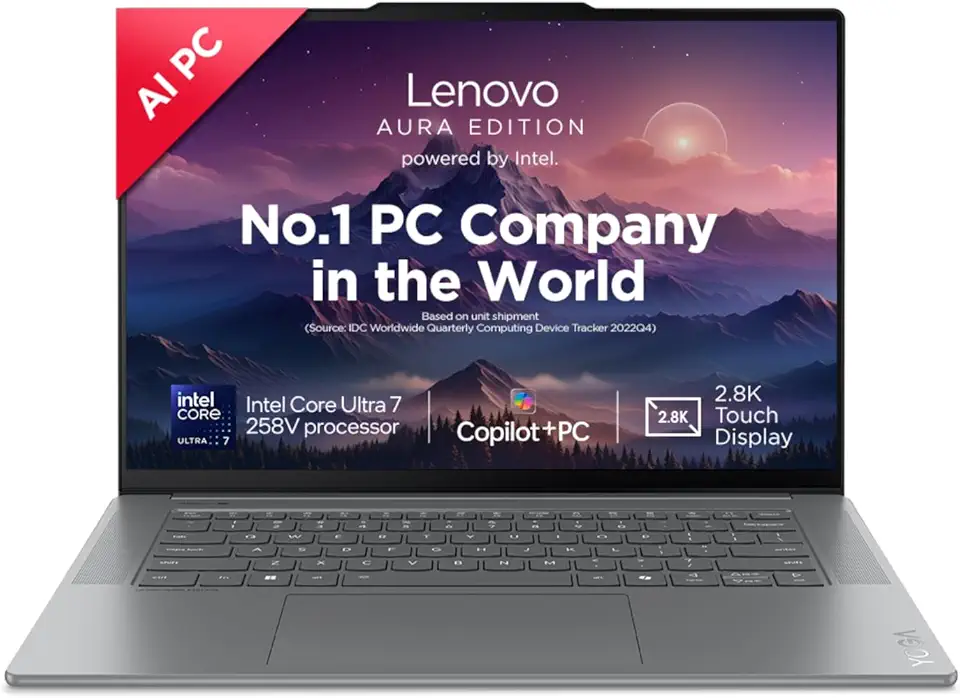 AI PC
Lenovo
AURA EDITION
powered by Intel.
No.1 PC Company
in the World
Based on unit shipment
(Source: IDC Worldwide Quarterly Computing Device Tracker 2022Q4)
intel
CORE
ULTRA 7
Intel Core Ultra 7
258V processor
Copilot+PC
2.8K
2.8K
Touch
Display
Q W E R T Y U I O P
A S D F G H J K L
Z X C V B N M
YOGA